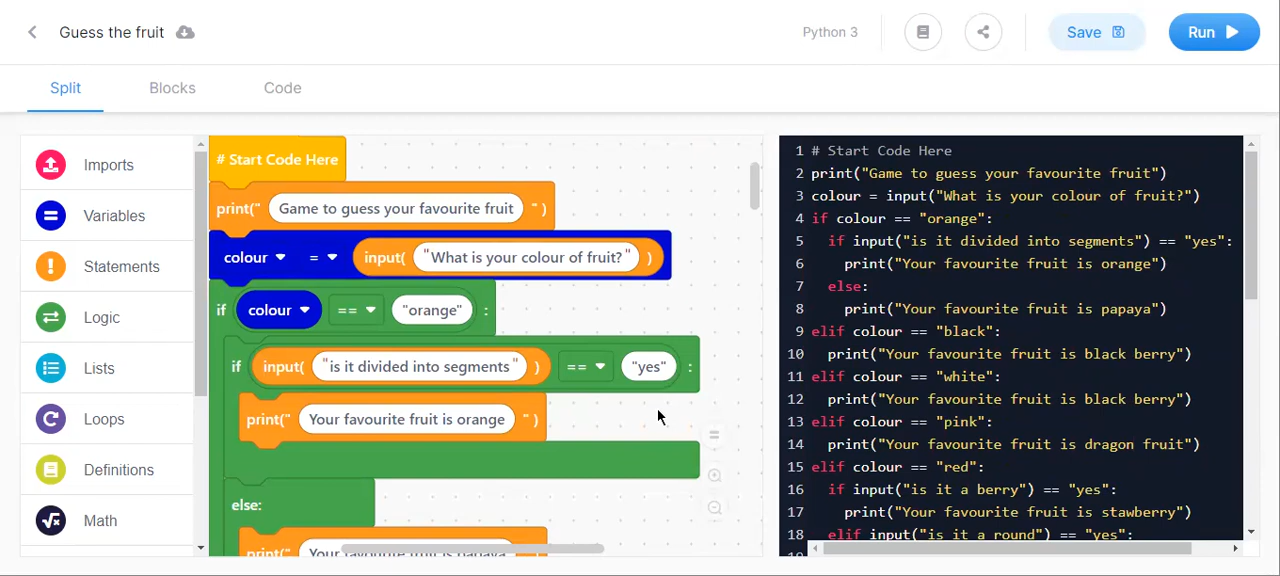 Guess the fruit
Python 3
Save
Run
Split
Blocks
Code
Imports
Variables
Statements
Logic
Lists
Loops
Definitions
Math
# Start Code Here
print(" Game to guess your favourite fruit " )
colour = input( "What is your colour of fruit?" )
if colour == "orange" :
if input( "is it divided into segments" ) == "yes" :
print(" Your favourite fruit is orange " )
else:
print(" Your favourite fruit is papaya " )
1 # Start Code Here
2 print("Game to guess your favourite fruit")
3 colour = input("What is your colour of fruit?")
4 if colour == "orange":
5 if input("is it divided into segments") == "yes":
6 print("Your favourite fruit is orange")
7 else:
8 print("Your favourite fruit is papaya")
9 elif colour == "black":
10 print("Your favourite fruit is black berry")
11 elif colour == "white":
12 print("Your favourite fruit is black berry")
13 elif colour == "pink":
14 print("Your favourite fruit is dragon fruit")
15 elif colour == "red":
16 if input("is it a berry") == "yes":
17 print("Your favourite fruit is stawberry")
18 elif input("is it a round") == "yes":